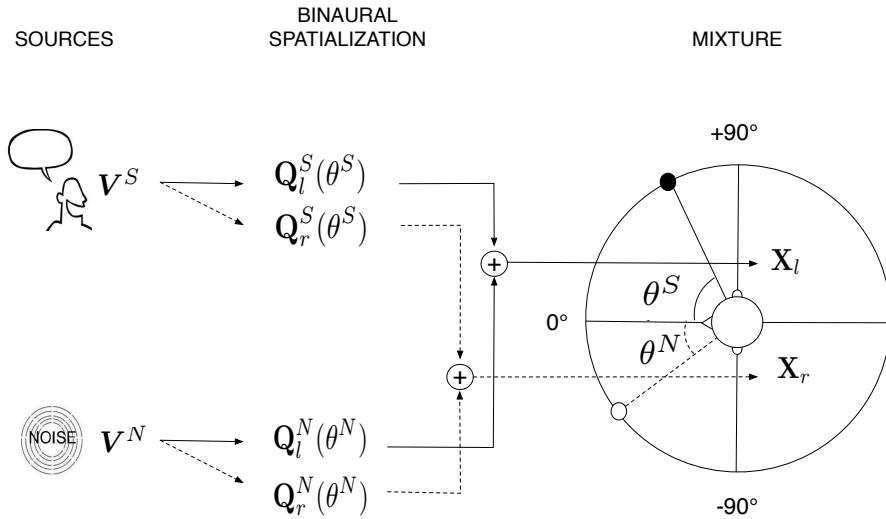 SOURCES
BINAURAL
SPATIALIZATION
MIXTURE
+90°
V^S
Q_l^S(θ^S)
Q_r^S(θ^S)
+
X_l
θ^S
0°
θ^N
+
X_r
NOISE
V^N
Q_l^N(θ^N)
Q_r^N(θ^N)
-90°